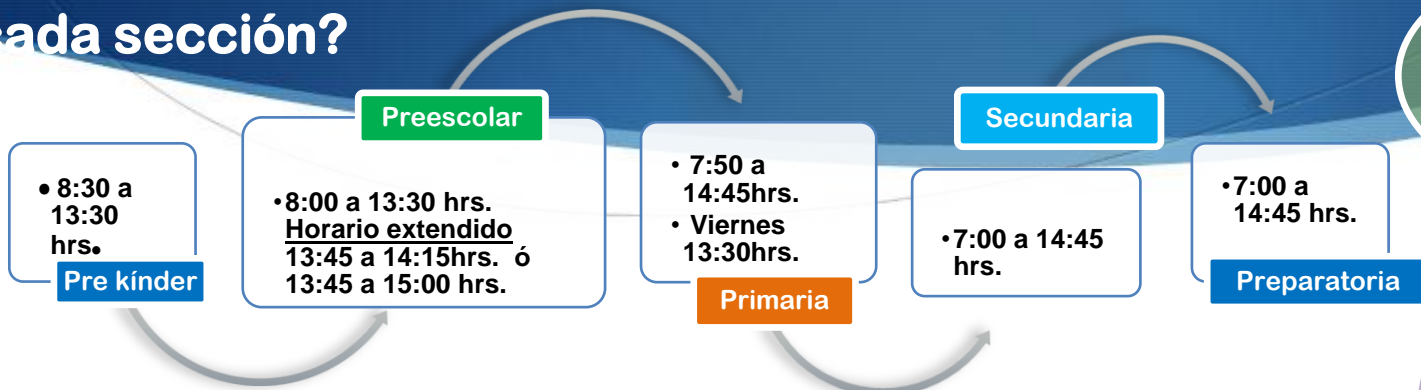 ada sección?
• 8:30 a
13:30
hrs•
Pre kínder
Preescolar
•8:00 a 13:30 hrs.
Horario extendido
13:45 a 14:15hrs. ó
13:45 a 15:00 hrs.
• 7:50 a
14:45hrs.
• Viernes
13:30hrs.
Primaria
Secundaria
•7:00 a 14:45
hrs.
•7:00 a
14:45 hrs.
Preparatoria